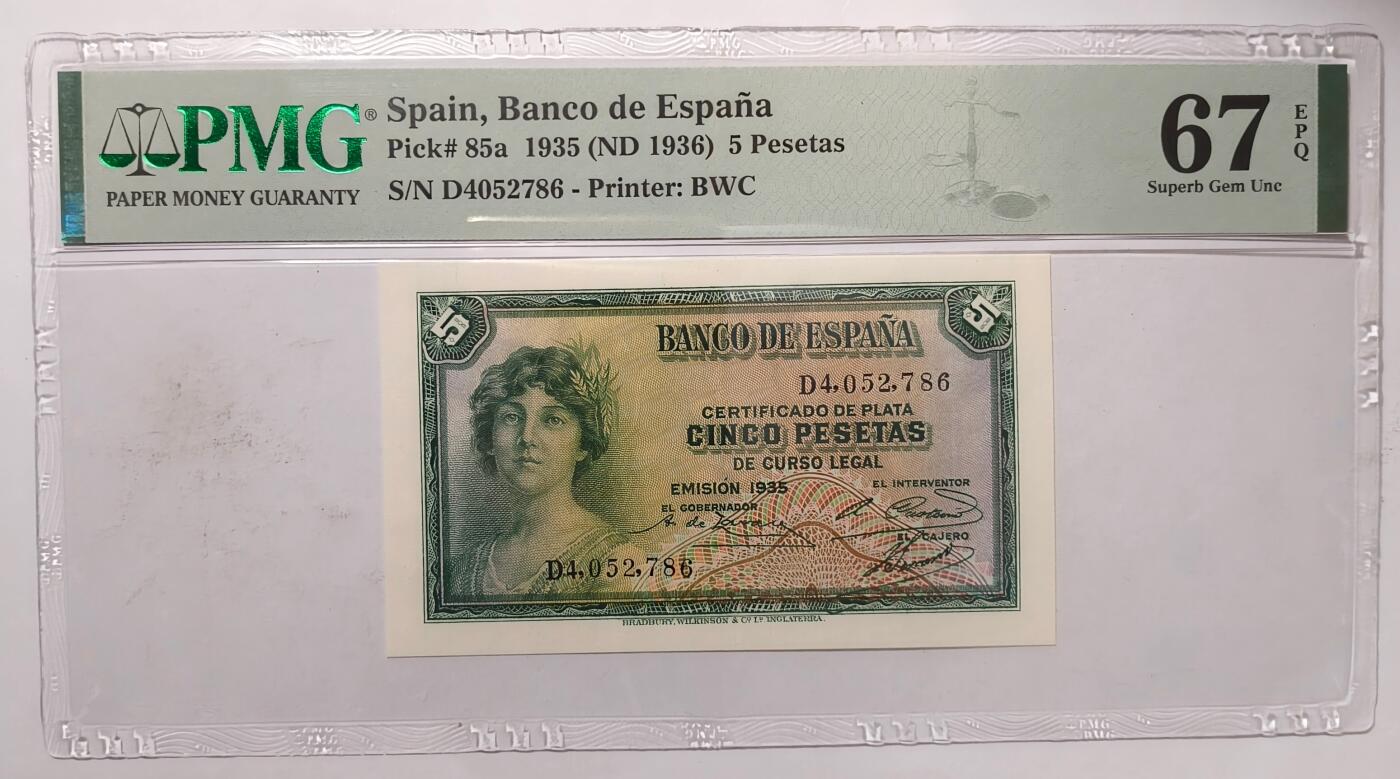 PMG®
PAPER MONEY GUARANTY
Spain, Banco de España
Pick# 85a 1935 (ND 1936) 5 Pesetas
S/N D4052786 - Printer: BWC
67
EPQ
Superb Gem Unc
5
5
BANCO DE ESPAÑA
D4,052,786
CERTIFICADO DE PLATA
CINCO PESETAS
DE CURSO LEGAL
EMISIÓN 1935
EL INTERVENTOR
EL GOBERNADOR
EL CAJERO
D4,052,786
BRADBURY, WILKINSON & Cº Lº INGLATERRA.